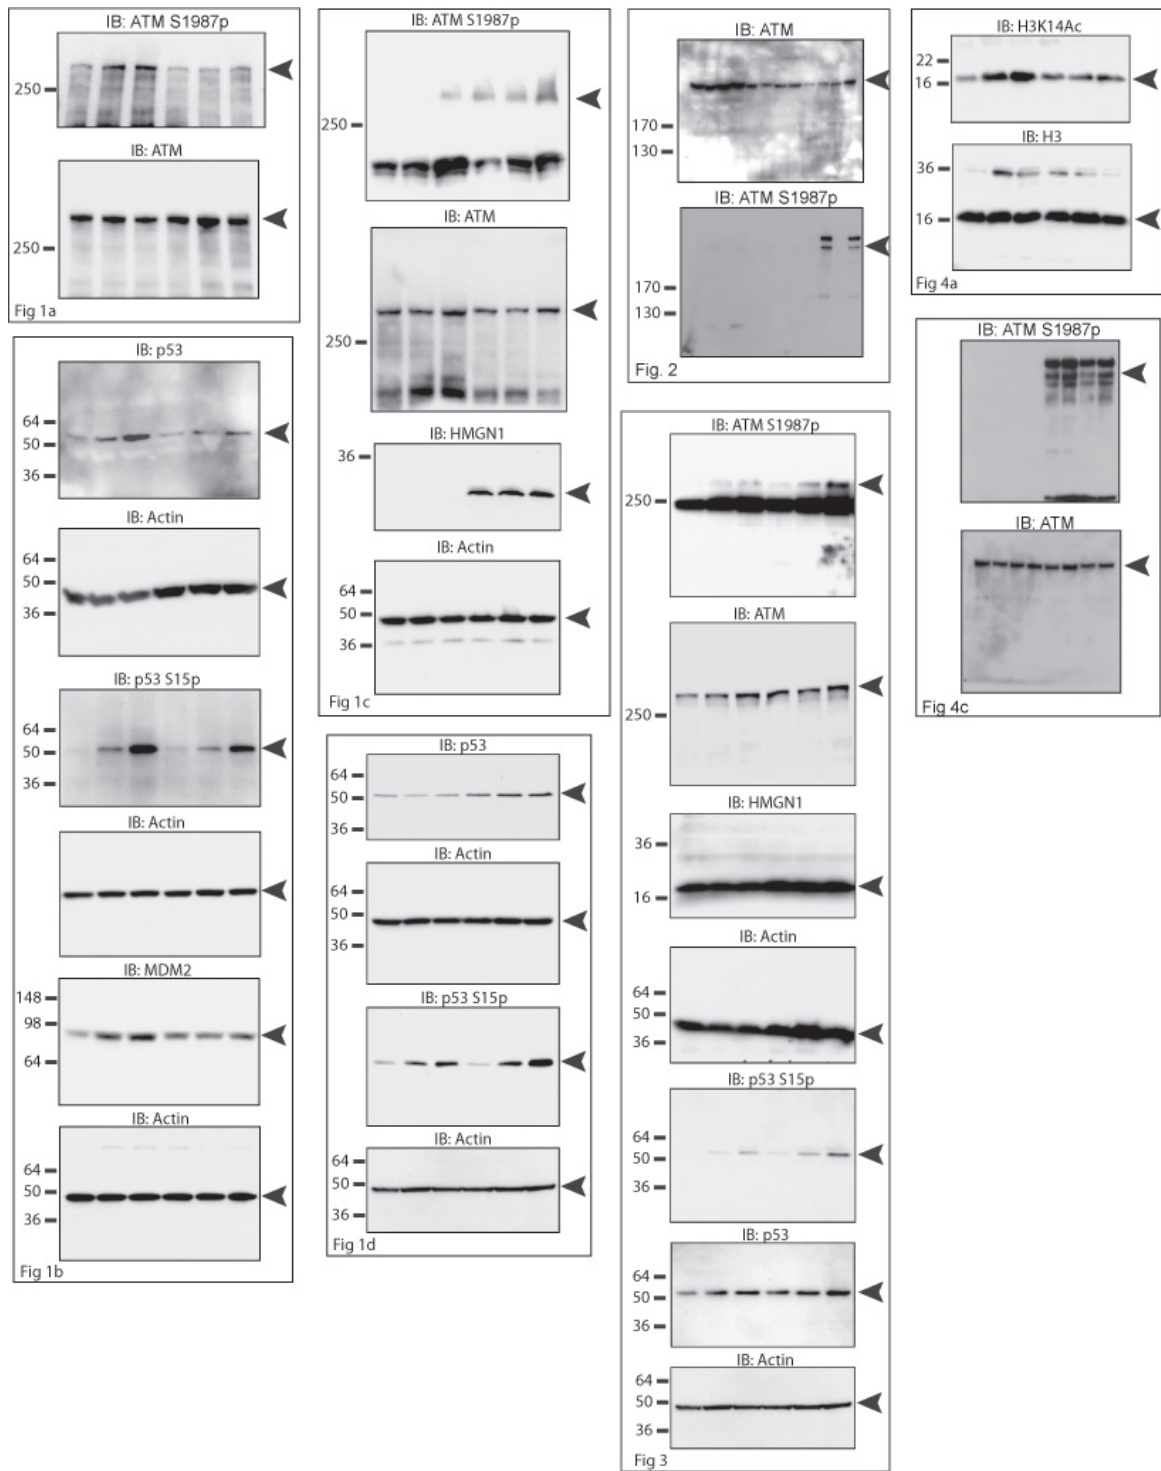 IB: ATM S1987p
250
IB: ATM
250
Fig 1a
IB: p53
64
50
36
IB: Actin
64
50
36
IB: p53 S15p
64
50
36
IB: Actin
IB: MDM2
148
98
64
IB: Actin
64
50
36
Fig 1b
IB: ATM S1987p
250
IB: ATM
250
IB: HMGN1
36
IB: Actin
64
50
36
Fig 1c
IB: p53
64
50
36
IB: Actin
64
50
36
IB: p53 S15p
IB: Actin
64
50
36
Fig 1d
IB: ATM
170
130
IB: ATM S1987p
170
130
Fig. 2
IB: ATM S1987p
250
IB: ATM
250
IB: HMGN1
36
16
IB: Actin
64
50
36
IB: p53 S15p
64
50
36
IB: p53
64
50
36
IB: Actin
64
50
36
Fig 3
IB: H3K14Ac
22
16
IB: H3
36
16
Fig 4a
IB: ATM S1987p
IB: ATM
Fig 4c